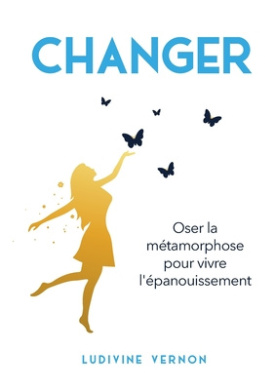 CHANGER
Oser la
métamorphose
pour vivre
l'épanouissement
LUDIVINE VERNON